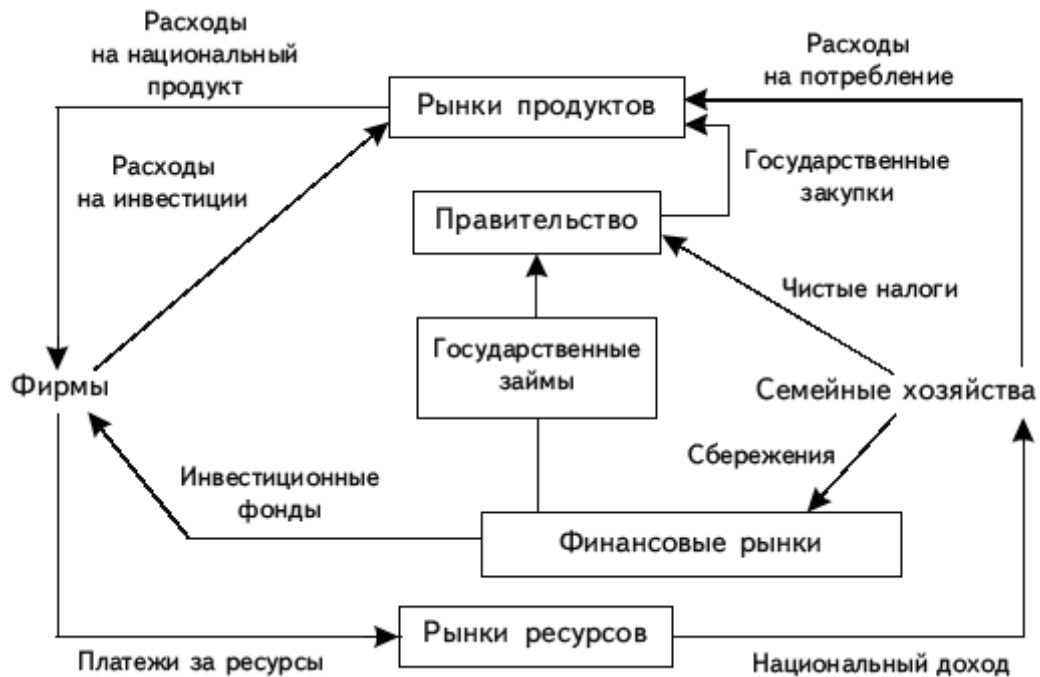 Расходы
на национальный
продукт
Расходы
на потребление
Рынки продуктов
Расходы
на инвестиции
Государственные
закупки
Правительство
Чистые налоги
Государственные
займы
Фирмы
Семейные хозяйства
Сбережения
Инвестиционные
фонды
Финансовые рынки
Рынки ресурсов
Платежи за ресурсы
Национальный доход